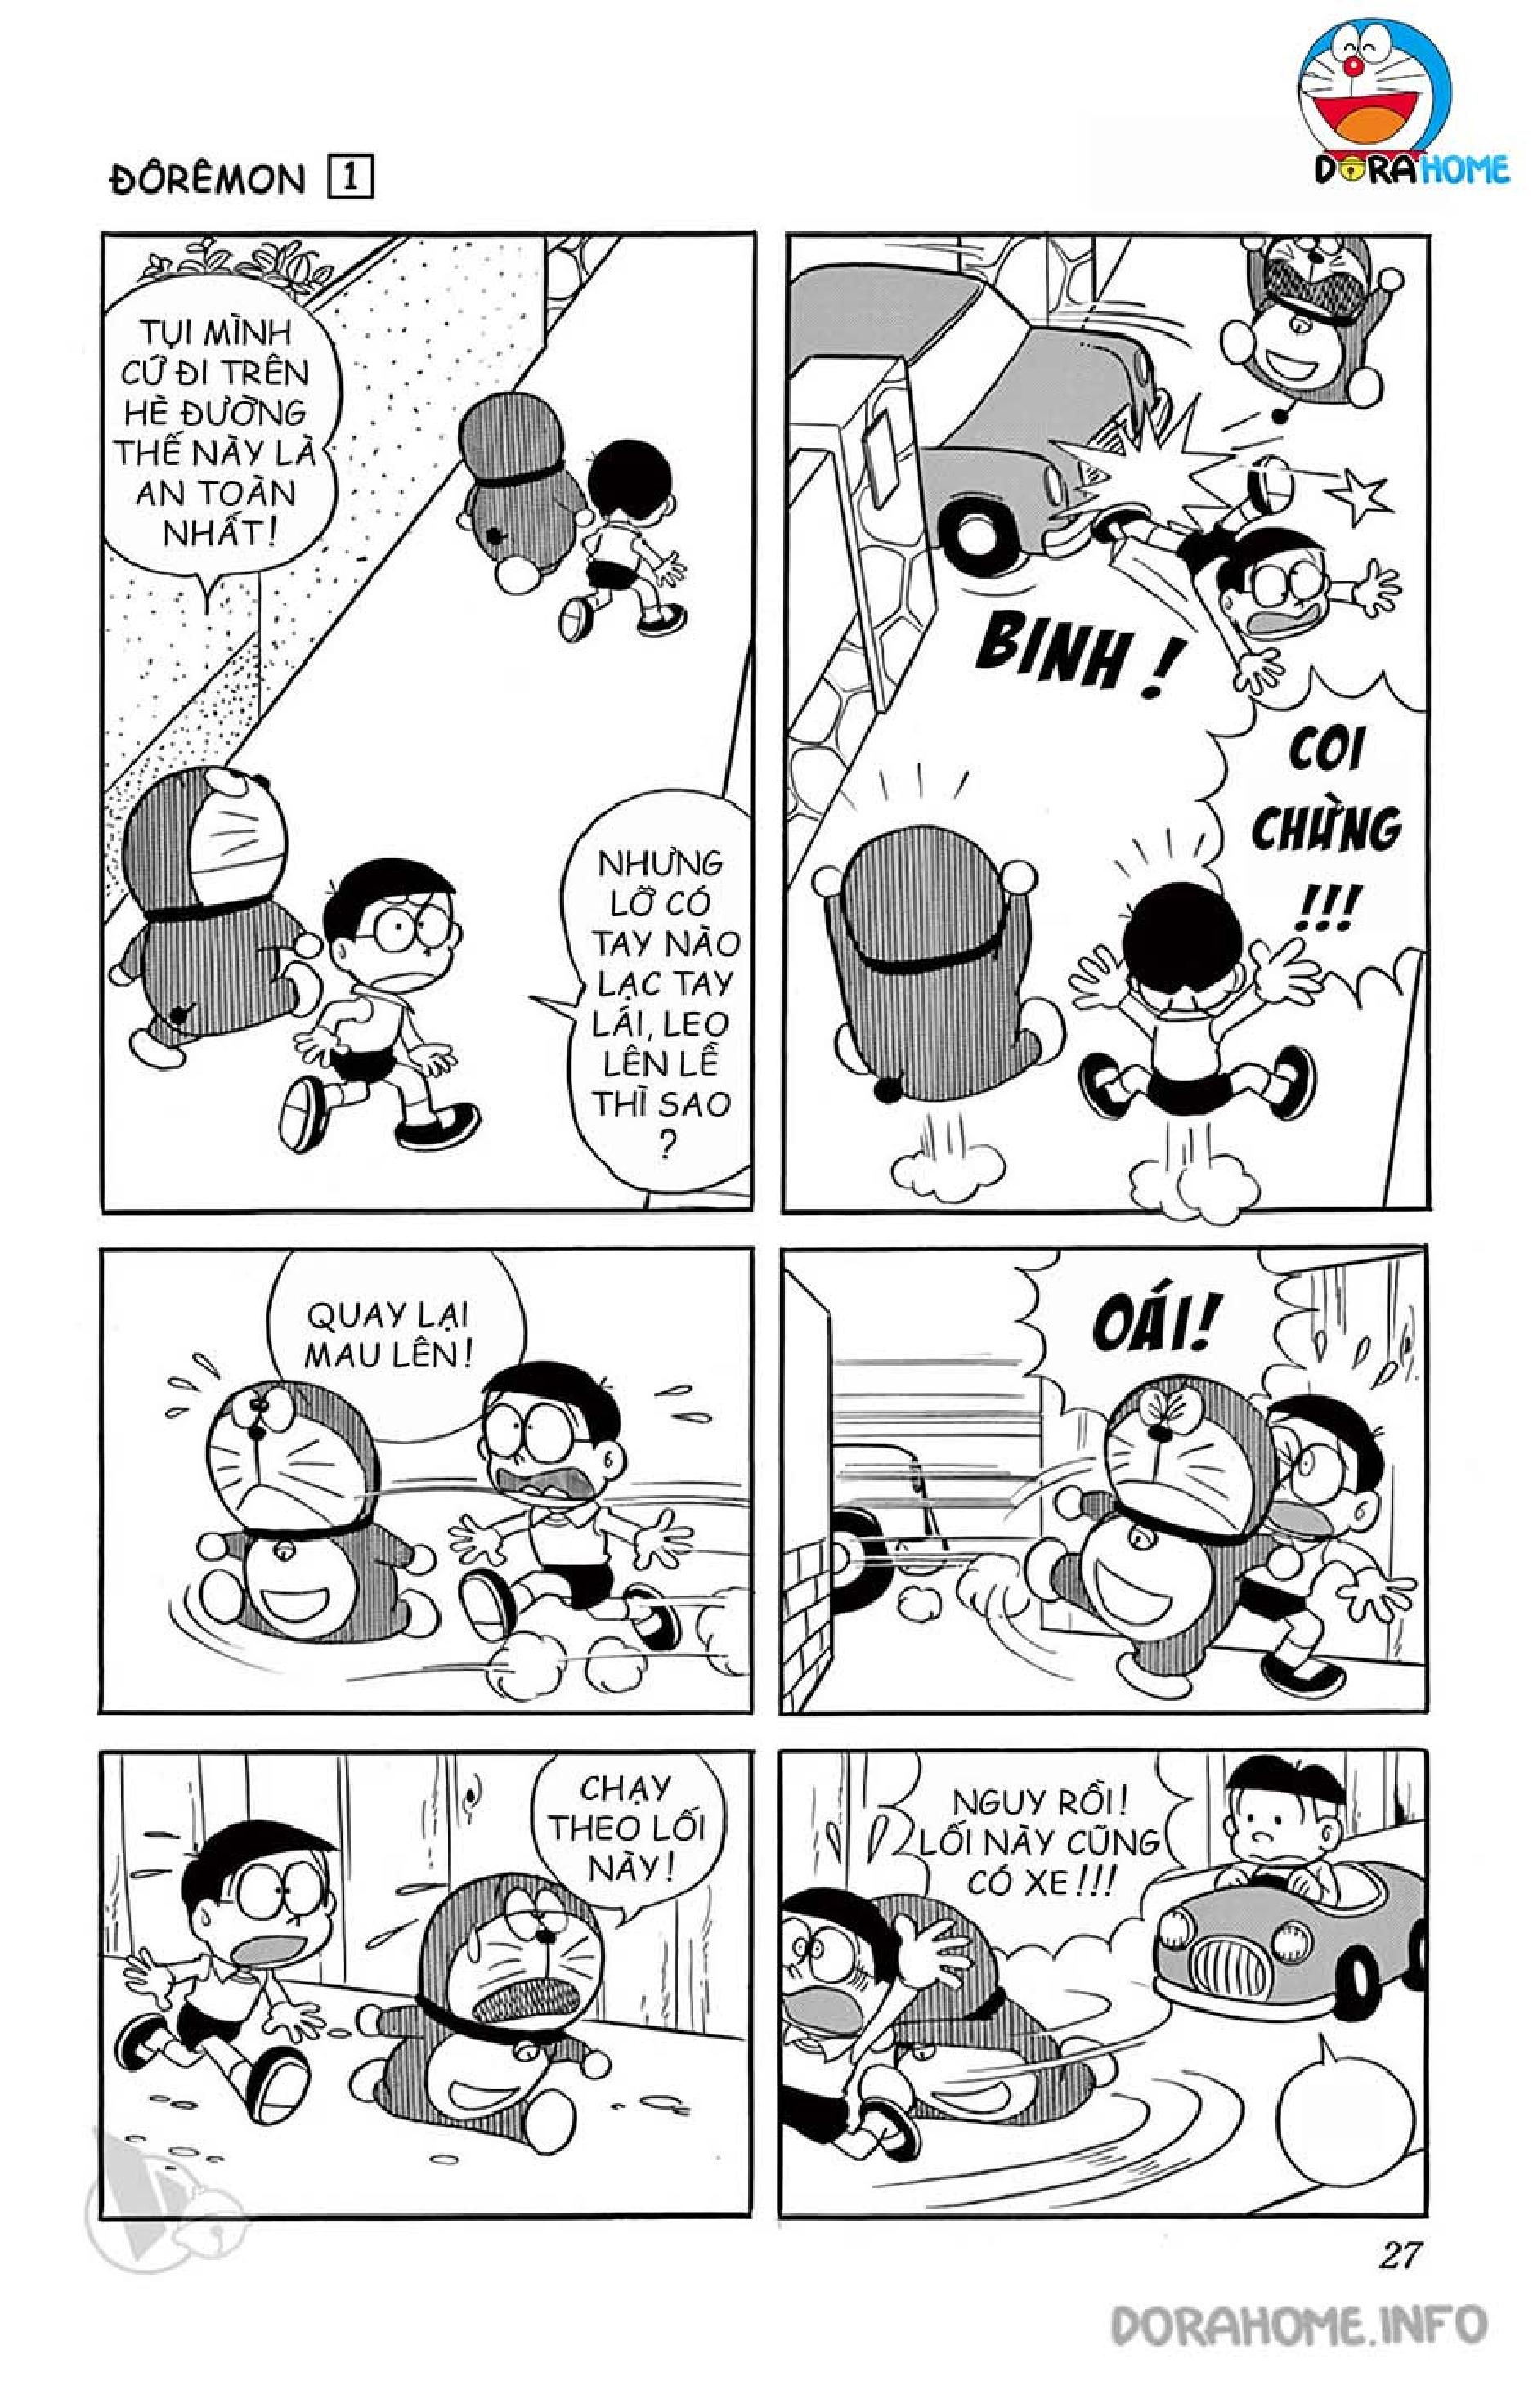 DORAHOME
ĐÔRÊMON 1
TỤI MÌNH
CỨ ĐI TRÊN
HÈ ĐƯỜNG
THẾ NÀY LÀ
AN TOÀN
NHẤT!
NHƯNG
LỠ CÓ
TAY NÀO
LẠC TAY
LÁI, LEO
LÊN LỀ
THÌ SAO
?
BINH!
COI
CHỪNG
!!!
QUAY LẠI
MAU LÊN!
OÁI!
CHẠY
THEO LỐI
NÀY!
NGUY RỒI!
LỐI NÀY CŨNG
CÓ XE!!!
27
DORAHOME.INFO